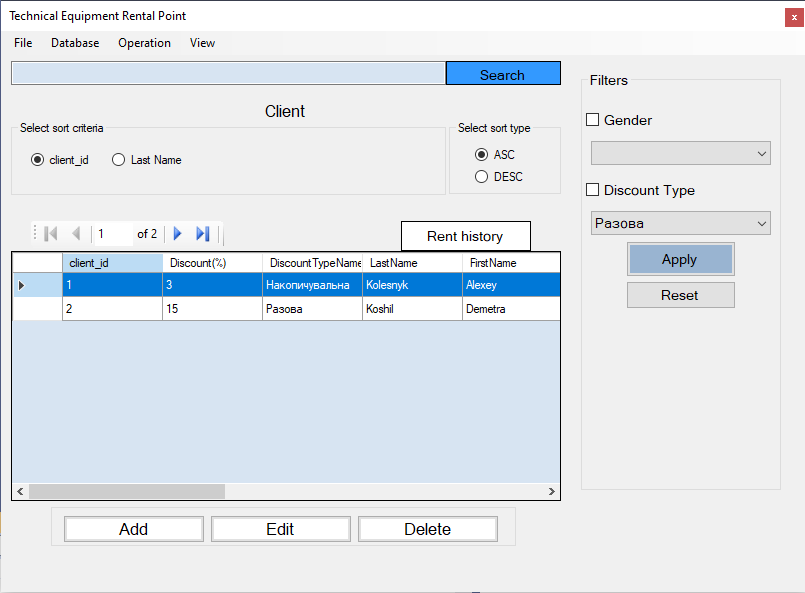 Technical Equipment Rental Point
x
File Database Operation View
Search
Client
Select sort criteria
client_id Last Name
Select sort type
ASC
DESC
1 of 2
Rent history
client_id Discount(%) DiscountTypeName LastName FirstName
1 3 Накопичувальна Kolesnyk Alexey
2 15 Разова Koshil Demetra
Add Edit Delete
Filters
Gender
Discount Type
Разова
Apply
Reset